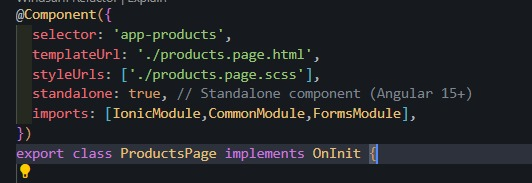 Windsurf: Refactor | Explain
@Component({
selector: 'app-products',
templateUrl: './products.page.html',
styleUrls: ['./products.page.scss'],
standalone: true, // Standalone component (Angular 15+)
imports: [IonicModule,CommonModule,FormsModule],
})
export class ProductsPage implements OnInit {